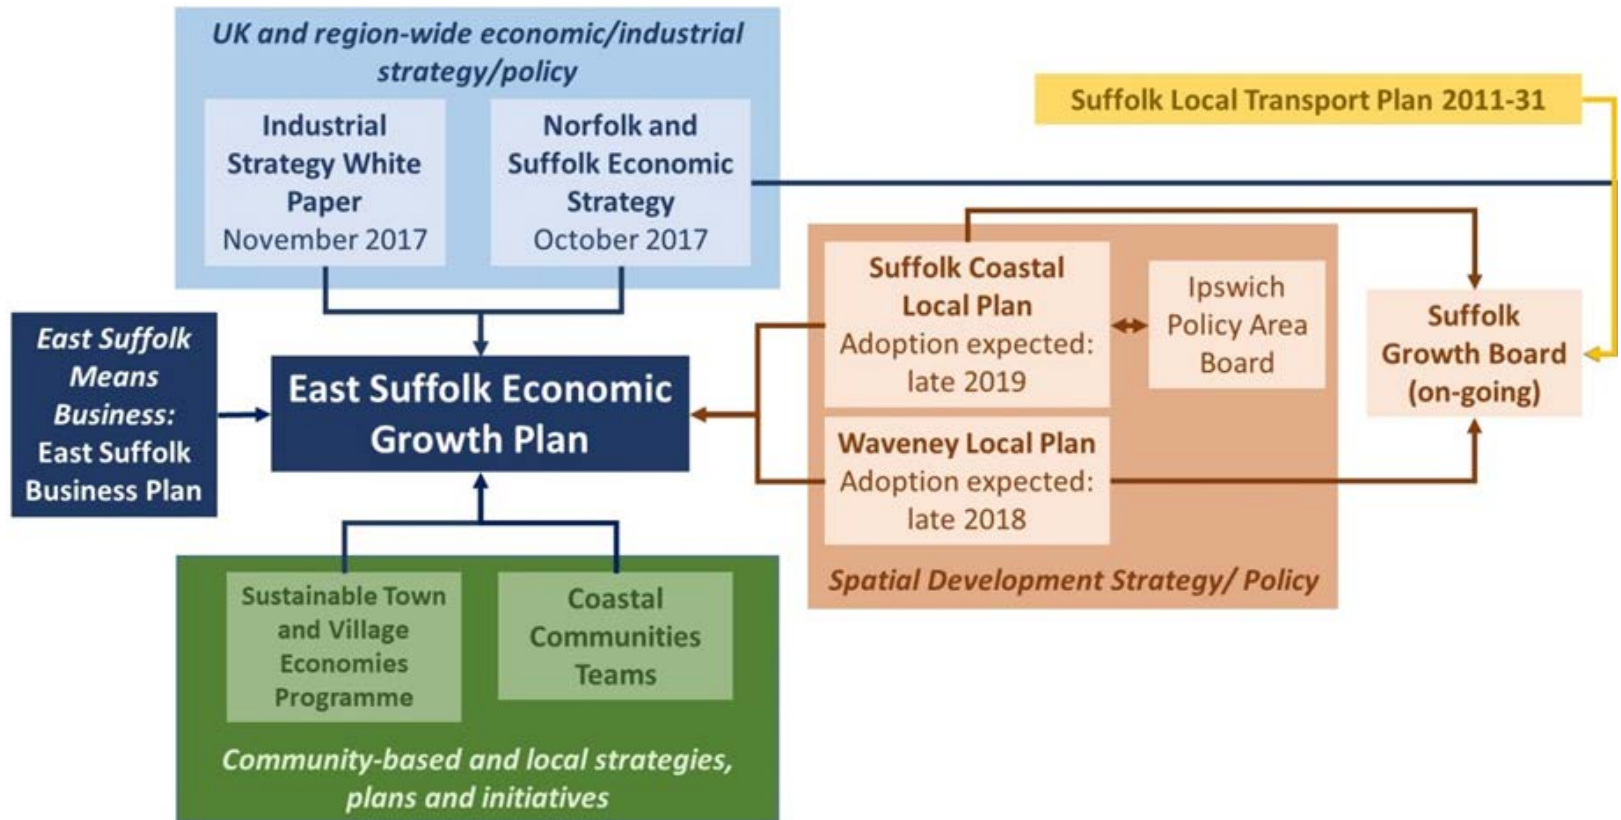 UK and region-wide economic/industrial
strategy/policy
Industrial
Strategy White
Paper
November 2017
Norfolk and
Suffolk Economic
Strategy
October 2017
Suffolk Local Transport Plan 2011-31
East Suffolk
Means
Business:
East Suffolk
Business Plan
East Suffolk Economic
Growth Plan
Suffolk Coastal
Local Plan
Adoption expected:
late 2019
Ipswich
Policy Area
Board
Suffolk
Growth Board
(on-going)
Waveney Local Plan
Adoption expected:
late 2018
Spatial Development Strategy/ Policy
Sustainable Town
and Village
Economies
Programme
Coastal
Communities
Teams
Community-based and local strategies,
plans and initiatives